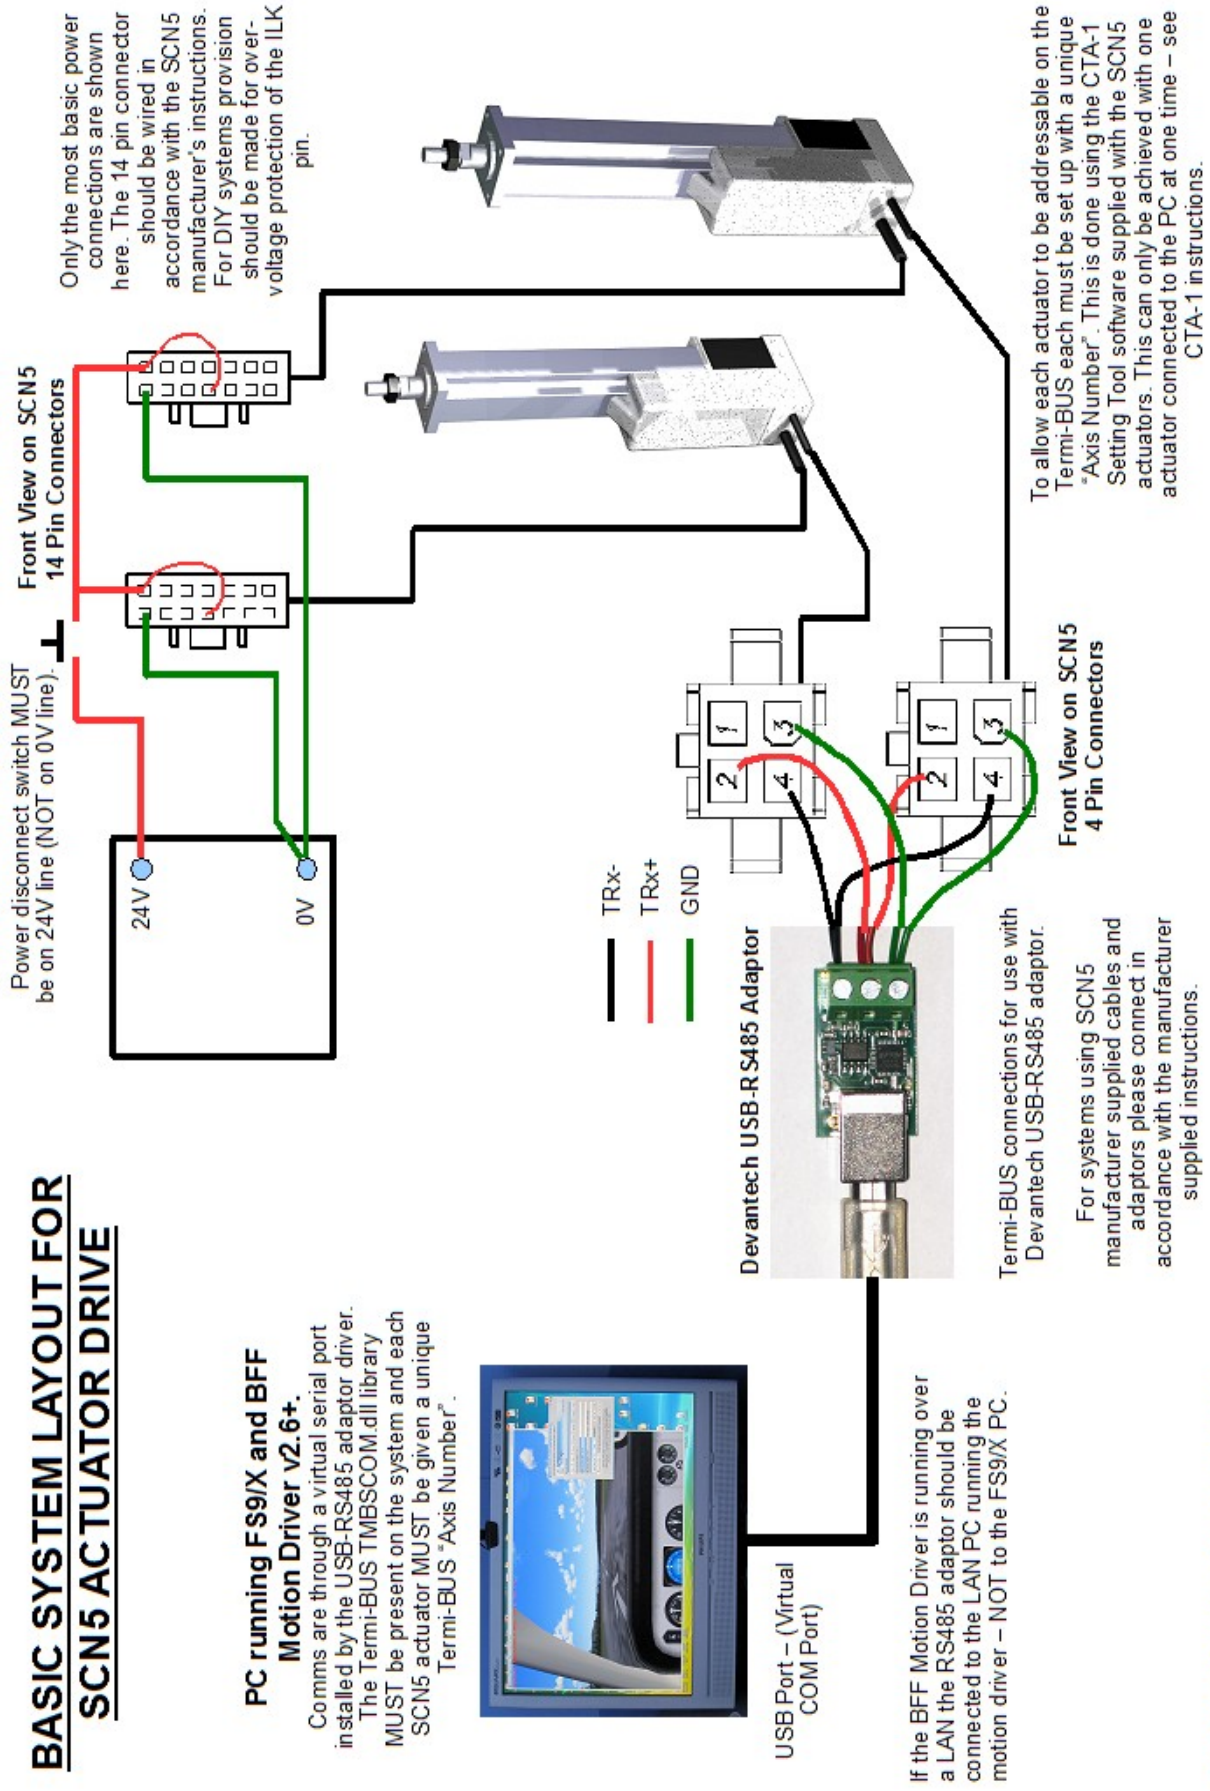 BASIC SYSTEM LAYOUT FOR
SCN5 ACTUATOR DRIVE
PC running FS9/X and BFF
Motion Driver v2.6+.
Comms are through a virtual serial port
installed by the USB-RS485 adaptor driver.
The Termi-BUS TMBSCOM.dll library
MUST be present on the system and each
SCN5 actuator MUST be given a unique
Termi-BUS “Axis Number”.
USB Port – (Virtual
COM Port)
If the BFF Motion Driver is running over
a LAN the RS485 adaptor should be
connected to the LAN PC running the
motion driver – NOT to the FS9/X PC.
Power disconnect switch MUST
be on 24V line (NOT on 0V line).
24V
0V
TRx-
TRx+
GND
Devantech USB-RS485 Adaptor
Termi-BUS connections for use with
Devantech USB-RS485 adaptor.
For systems using SCN5
manufacturer supplied cables and
adaptors please connect in
accordance with the manufacturer
supplied instructions.
Front View on SCN5
14 Pin Connectors
2 1
4 3
2 1
4 3
Front View on SCN5
4 Pin Connectors
Only the most basic power
connections are shown
here. The 14 pin connector
should be wired in
accordance with the SCN5
manufacturer’s instructions.
For DIY systems provision
should be made for over-
voltage protection of the ILK
pin.
To allow each actuator to be addressable on the
Termi-BUS each must be set up with a unique
“Axis Number”. This is done using the CTA-1
Setting Tool software supplied with the SCN5
actuators. This can only be achieved with one
actuator connected to the PC at one time – see
CTA-1 instructions.